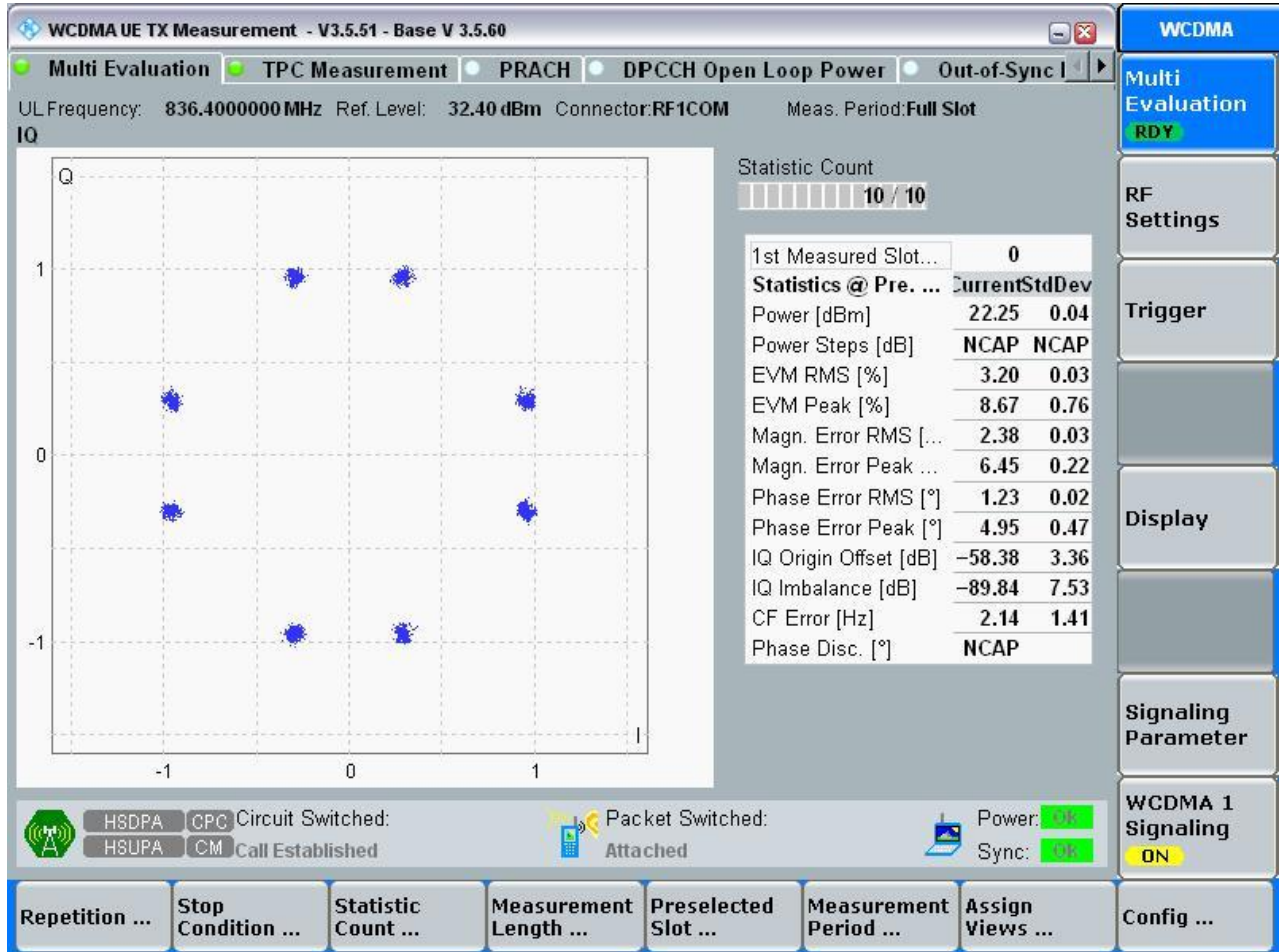 WCDMA UE TX Measurement - V3.5.51 - Base V 3.5.60
WCDMA
Multi Evaluation TPC Measurement PRACH DPCCH Open Loop Power Out-of-Sync
UL Frequency: 836.4000000 MHz Ref. Level: 32.40 dBm Connector:RF1COM Meas. Period:Full Slot
IQ
Q
1
0
-1
I
-1 0 1
Statistic Count
10 / 10
1st Measured Slot... 0
Statistics @ Pre. ... Current StdDev
Power [dBm] 22.25 0.04
Power Steps [dB] NCAP NCAP
EVM RMS [%] 3.20 0.03
EVM Peak [%] 8.67 0.76
Magn. Error RMS [... 2.38 0.03
Magn. Error Peak ... 6.45 0.22
Phase Error RMS [°] 1.23 0.02
Phase Error Peak [°] 4.95 0.47
IQ Origin Offset [dB] −58.38 3.36
IQ Imbalance [dB] −89.84 7.53
CF Error [Hz] 2.14 1.41
Phase Disc. [°] NCAP
Multi
Evaluation
RDY
RF
Settings
Trigger
Display
Signaling
Parameter
WCDMA 1
Signaling
ON
HSDPA CPC Circuit Switched: Packet Switched: Power: OK
HSUPA CM Call Established Attached Sync: OK
Repetition ...
Stop
Condition ...
Statistic
Count ...
Measurement
Length ...
Preselected
Slot ...
Measurement
Period ...
Assign
Views ...
Config ...